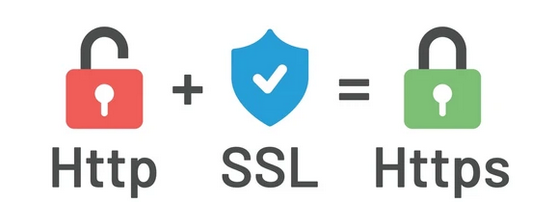 Http + SSL = Https